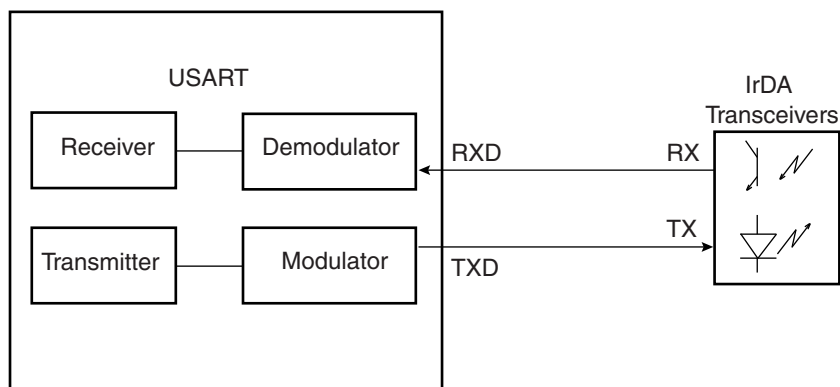 USART
IrDA
Transceivers
Receiver
Demodulator
RXD
RX
Transmitter
Modulator
TXD
TX